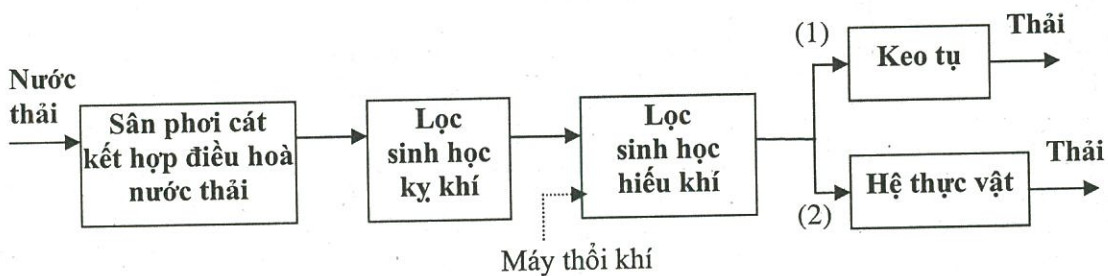 Nước
thải
Sân phơi cát
kết hợp điều hoà
nước thải
Lọc
sinh học
kỵ khí
Lọc
sinh học
hiếu khí
Máy thổi khí
(1)
Keo tụ
Thải
(2)
Hệ thực vật
Thải